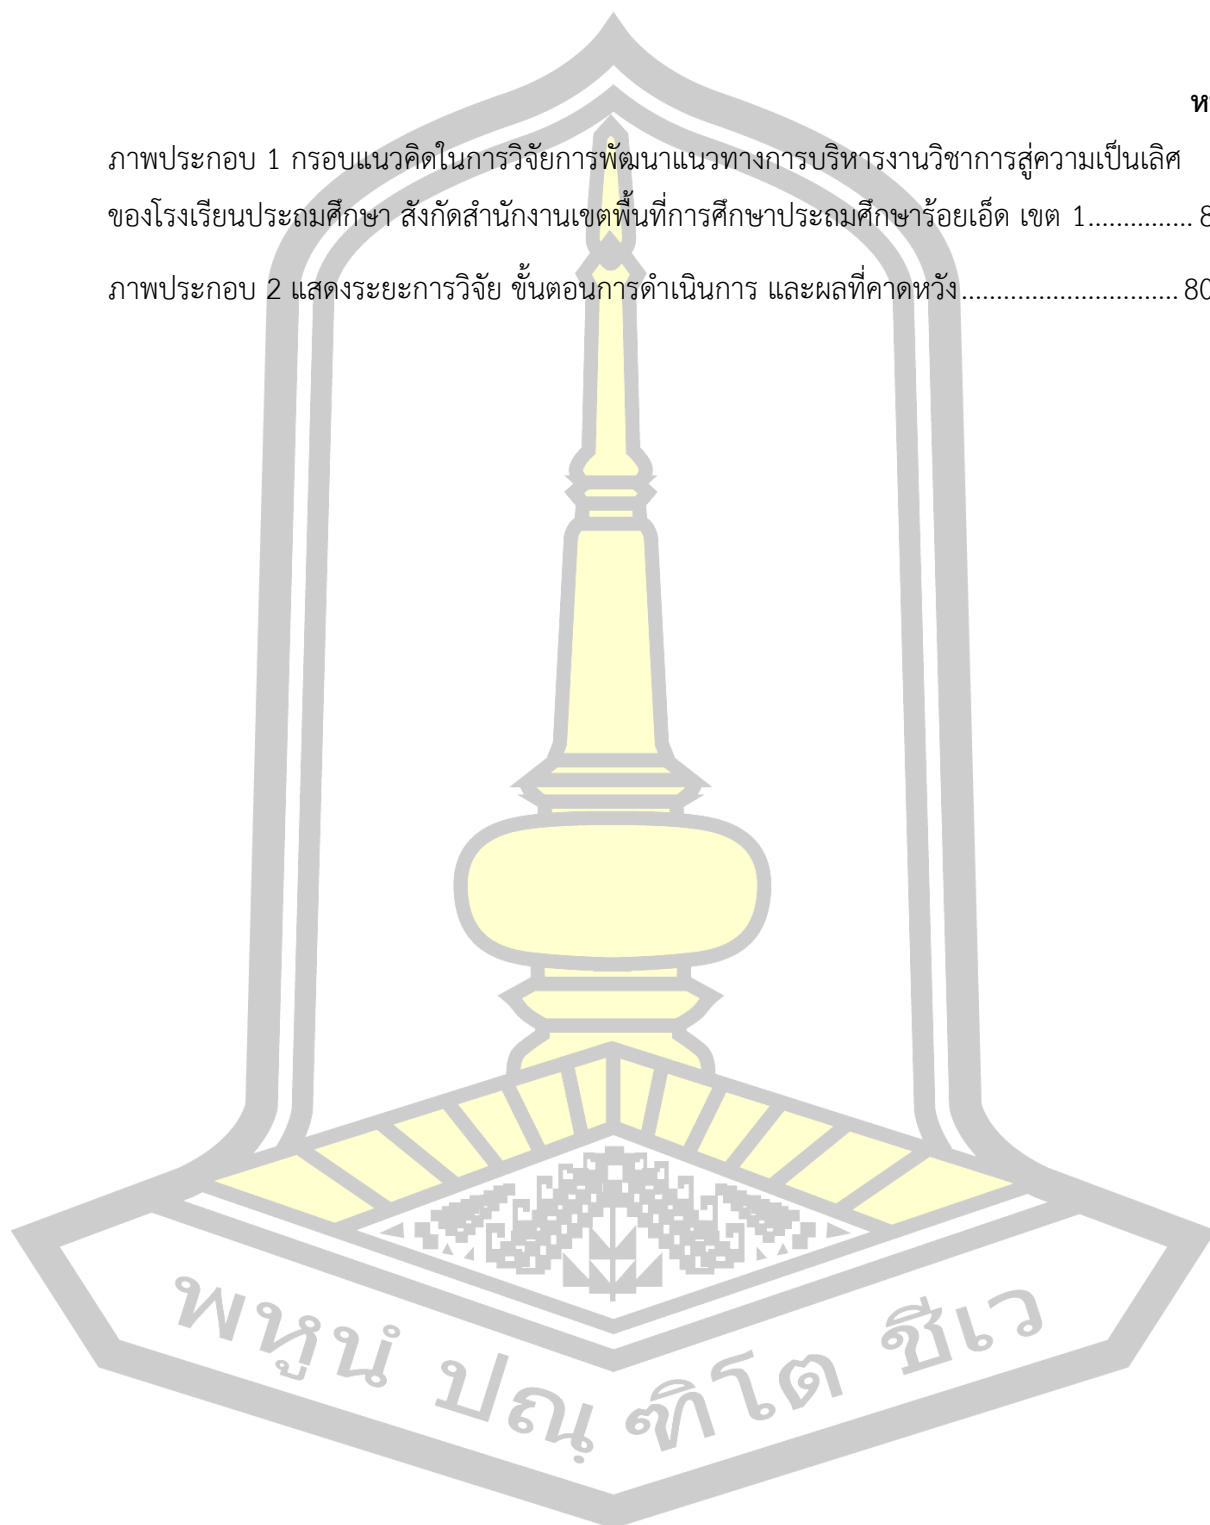 ภาพประกอบ 1 กรอบแนวคิดในการวิจัยการพัฒนาแนวทางการบริหารงานวิชาการสู่ความเป็นเลิศ
ของโรงเรียนประถมศึกษา สังกัดสำนักงานเขตพื้นที่การศึกษาประถมศึกษาร้อยเอ็ด เขต 1............... 8
ภาพประกอบ 2 แสดงระยะการวิจัย ขั้นตอนการดำเนินการ และผลที่คาดหวัง............................... 80
พหูนํ ปณฺ ฑิโต ชีเว